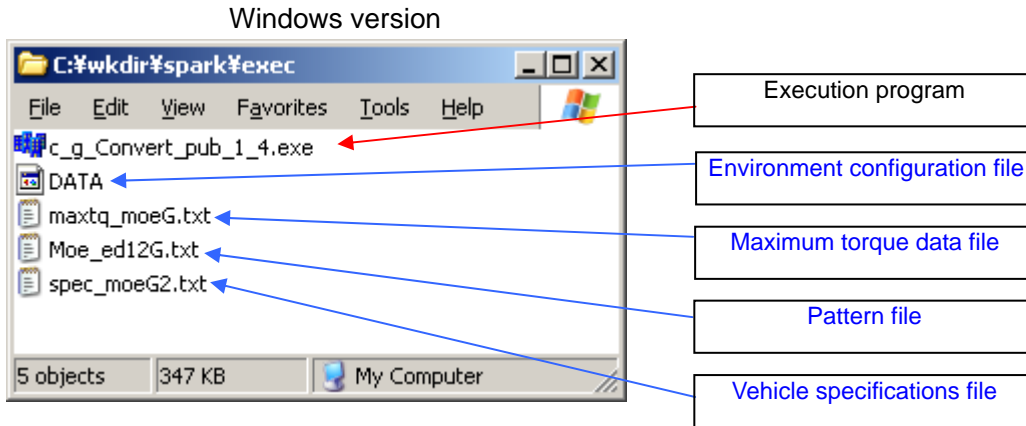 Windows version
C:¥wkdir¥spark¥exec
File Edit View Favorites Tools Help
c_g_Convert_pub_1_4.exe
DATA
maxtq_moeG.txt
Moe_ed12G.txt
spec_moeG2.txt
5 objects 347 KB My Computer
Execution program
Environment configuration file
Maximum torque data file
Pattern file
Vehicle specifications file